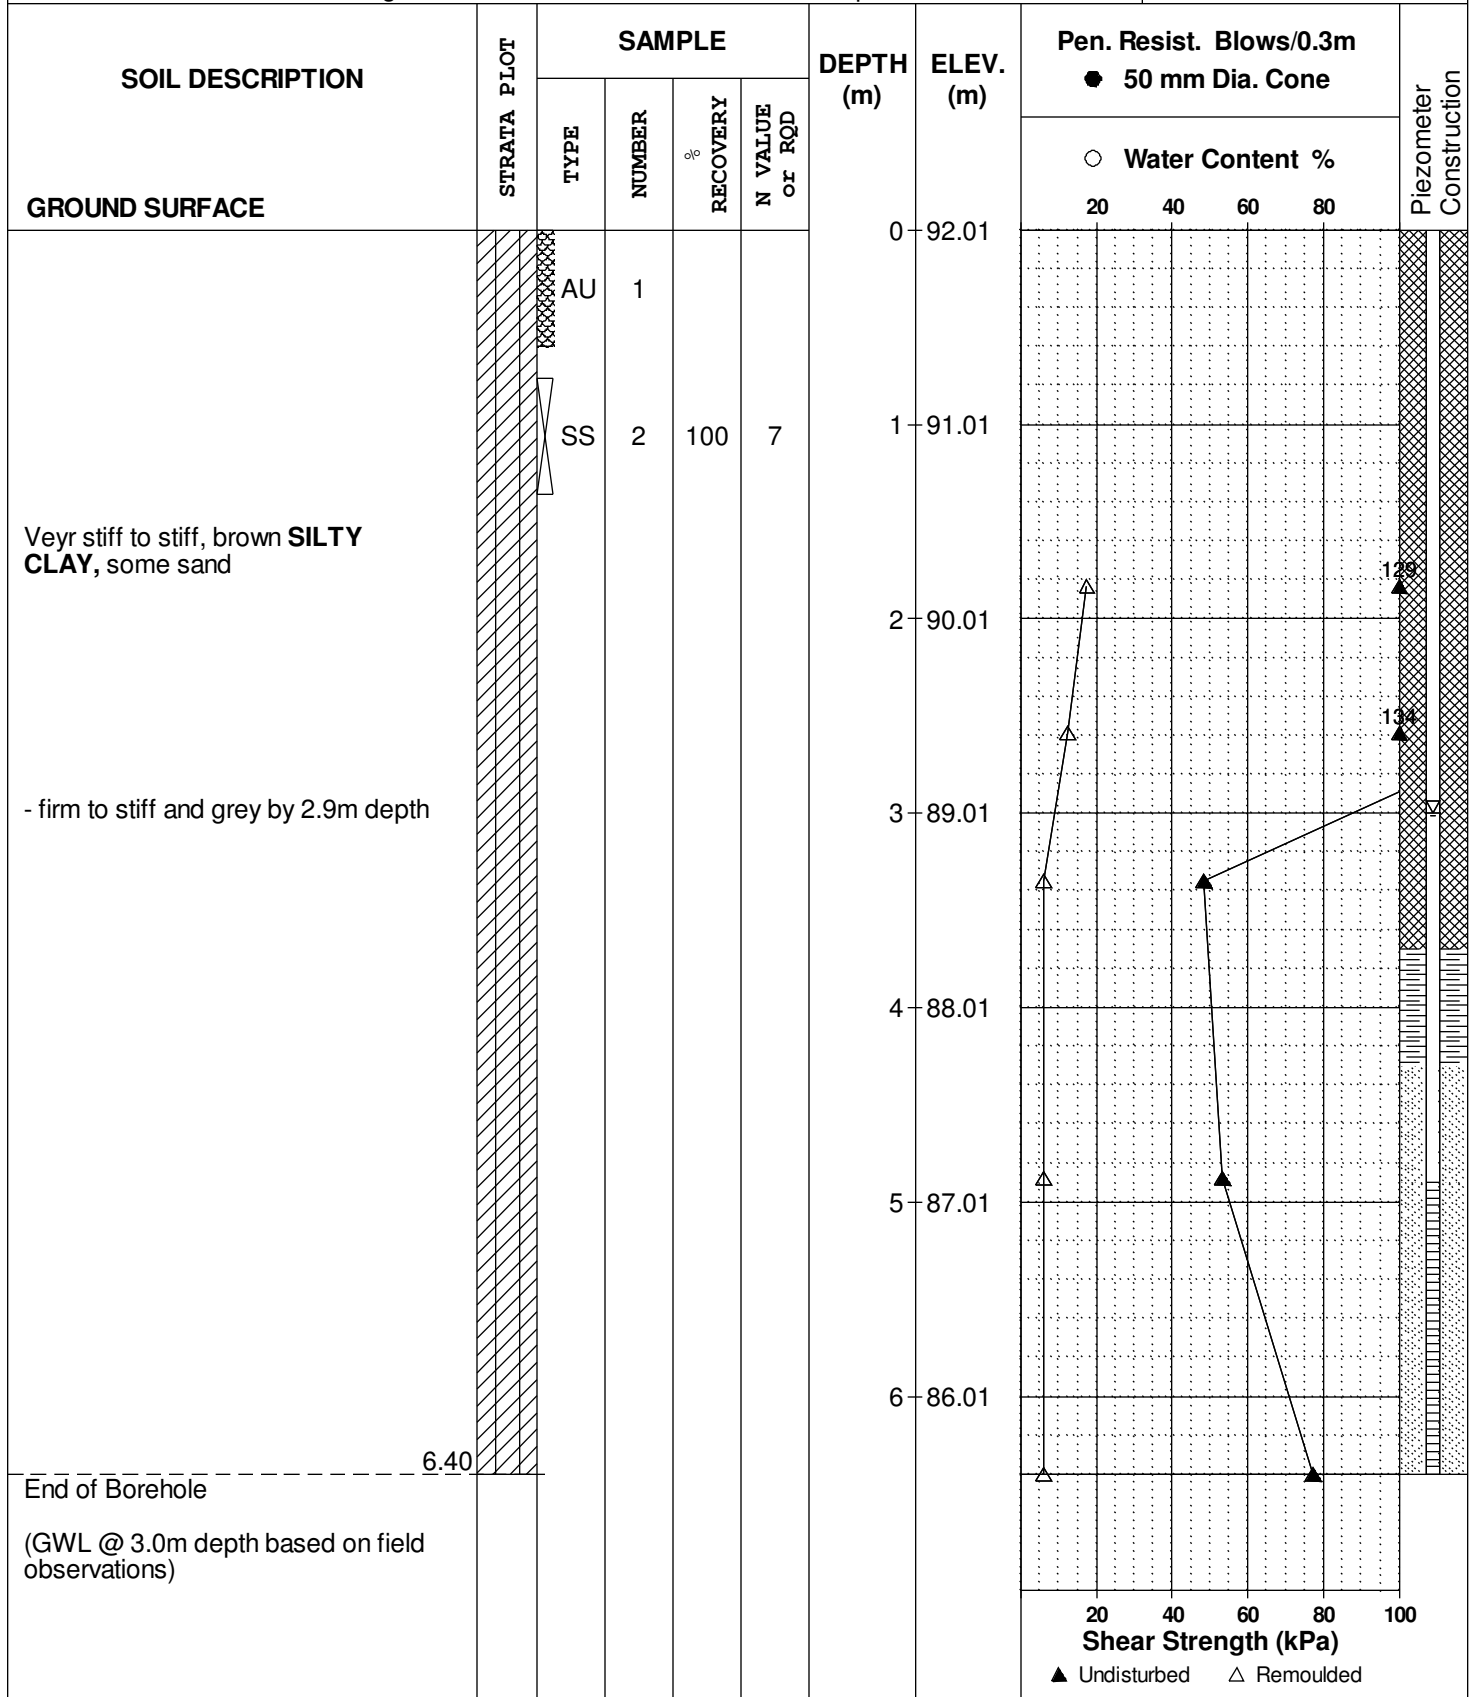 SOIL DESCRIPTION
GROUND SURFACE
STRATA PLOT
SAMPLE
TYPE
NUMBER
%
RECOVERY
N VALUE
or RQD
DEPTH
(m)
ELEV.
(m)
Pen. Resist. Blows/0.3m
● 50 mm Dia. Cone
○ Water Content %
20 40 60 80
Piezometer
Construction
0 92.01
AU 1
1 91.01
SS 2 100 7
Veyr stiff to stiff, brown SILTY
CLAY, some sand
129
2 90.01
134
- firm to stiff and grey by 2.9m depth
3 89.01
4 88.01
5 87.01
6 86.01
6.40
End of Borehole
(GWL @ 3.0m depth based on field
observations)
20 40 60 80 100
Shear Strength (kPa)
▲ Undisturbed △ Remoulded